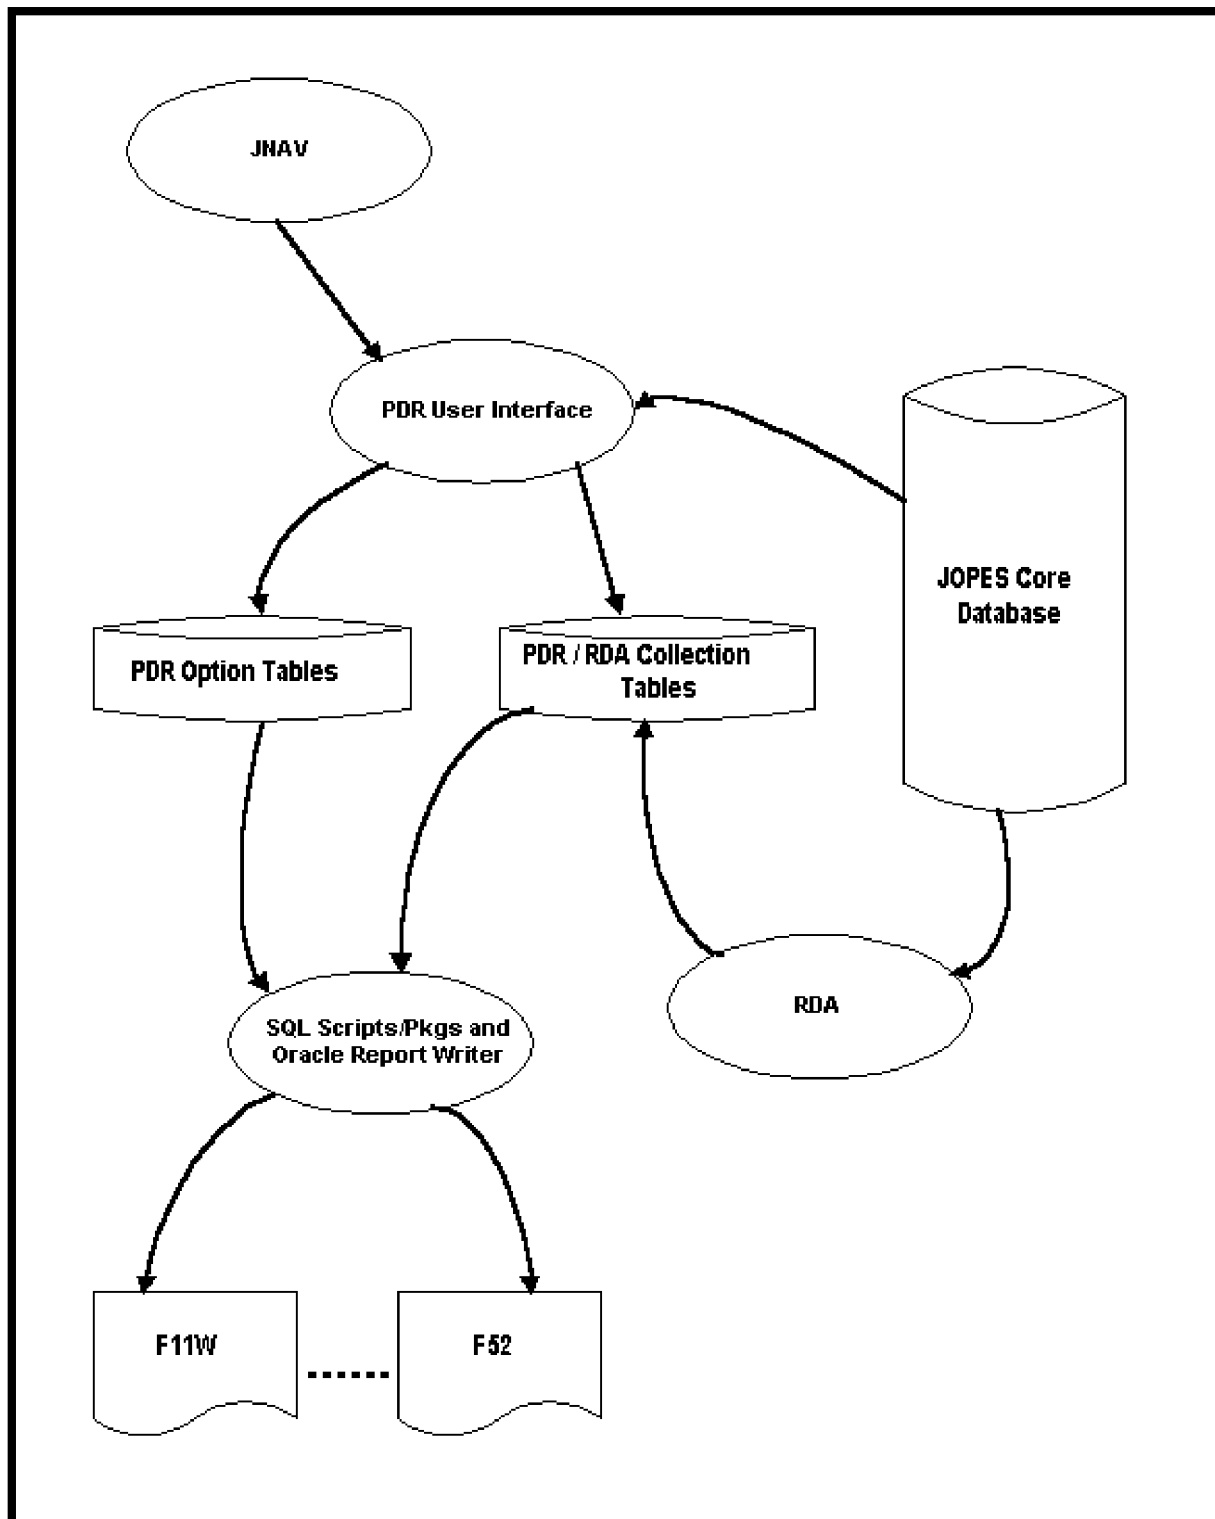 JNAV
PDR User Interface
JOPES Core
Database
PDR Option Tables
PDR / RDA Collection
Tables
RDA
SQL Scripts/Pkgs and
Oracle Report Writer
F11W
F52